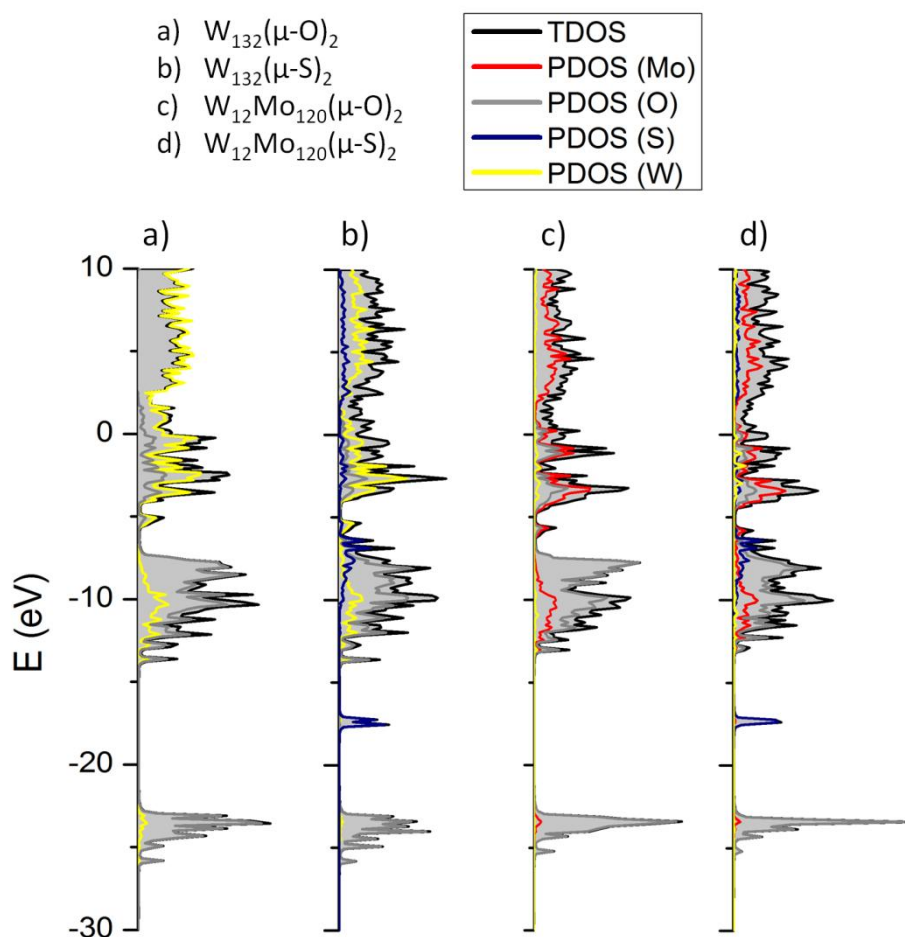 a) W₁₃₂(μ-O)₂
b) W₁₃₂(μ-S)₂
c) W₁₂Mo₁₂₀(μ-O)₂
d) W₁₂Mo₁₂₀(μ-S)₂
TDOS
PDOS (Mo)
PDOS (O)
PDOS (S)
PDOS (W)
a) b) c) d)
10
0
-10
-20
-30
E (eV)